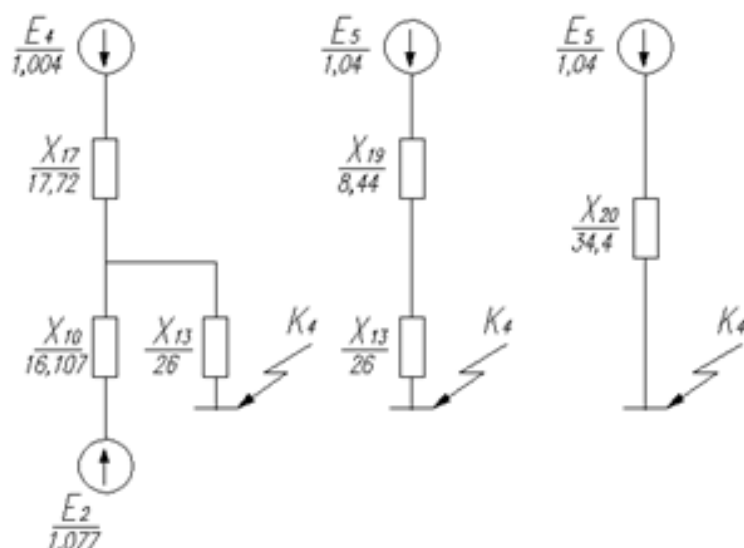 E4
1,004
E5
1,04
E5
1,04
X17
17,72
X19
8,44
X20
34,4
X10
16,107
X13
26
K4
X13
26
K4
K4
E2
1,077